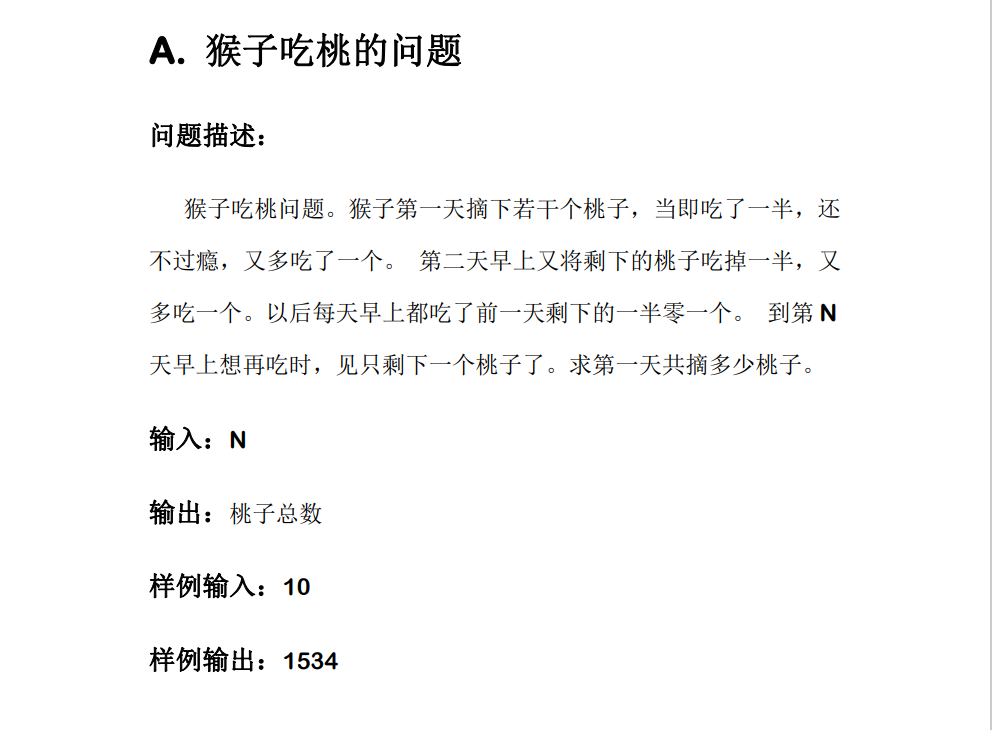 A. 猴子吃桃的问题
问题描述：
猴子吃桃问题。猴子第一天摘下若干个桃子，当即吃了一半，还
不过瘾，又多吃了一个。 第二天早上又将剩下的桃子吃掉一半，又
多吃一个。以后每天早上都吃了前一天剩下的一半零一个。 到第 N
天早上想再吃时，见只剩下一个桃子了。求第一天共摘多少桃子。
输入：N
输出：桃子总数
样例输入：10
样例输出：1534